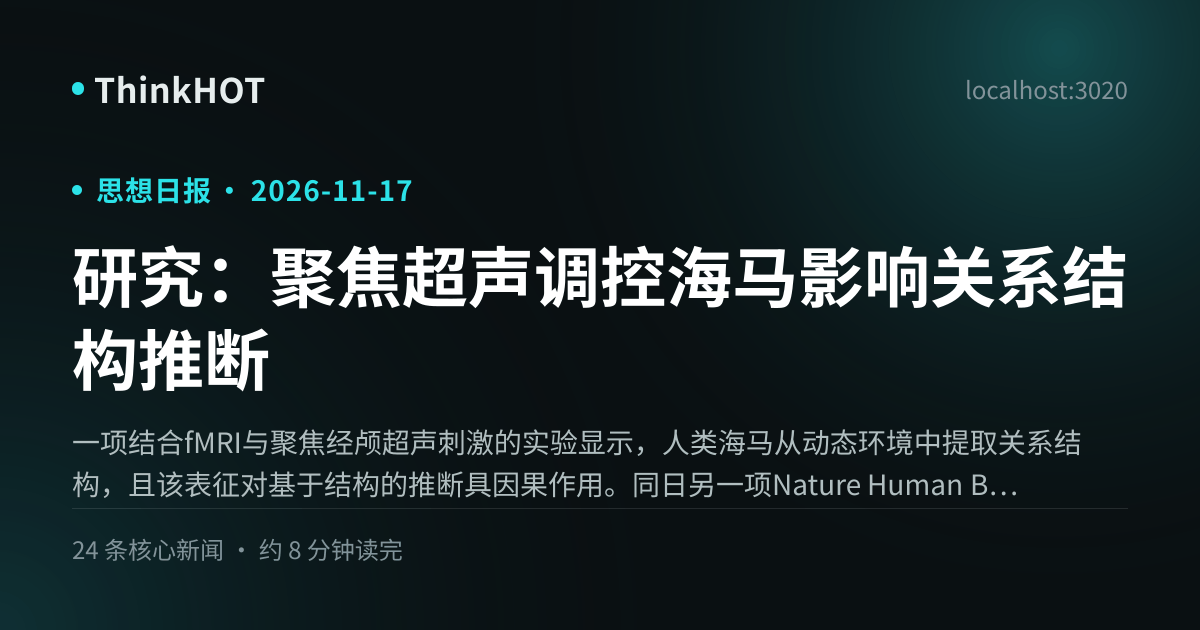 ThinkHOT
localhost:3020
思想日报 · 2026-11-17
研究：聚焦超声调控海马影响关系结
构推断
一项结合fMRI与聚焦经颅超声刺激的实验显示，人类海马从动态环境中提取关系结
构，且该表征对基于结构的推断具因果作用。同日另一项Nature Human B…
24 条核心新闻 · 约 8 分钟读完